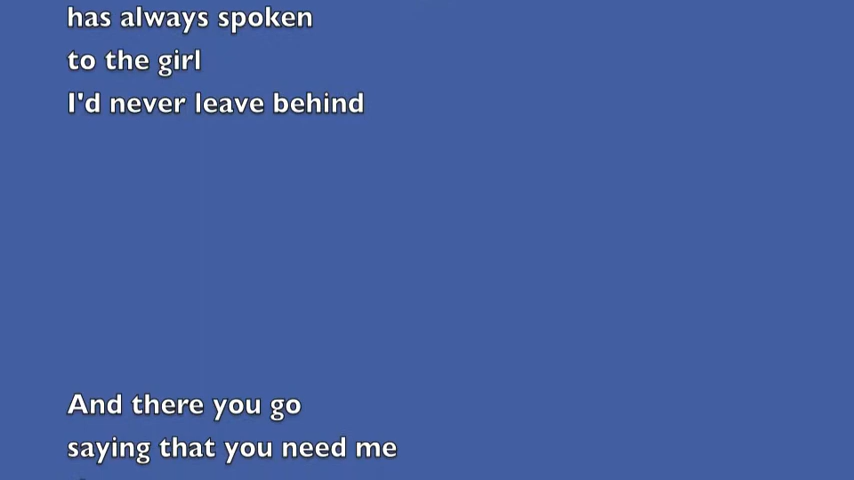 has always spoken
to the girl
I'd never leave behind
And there you go
saying that you need me